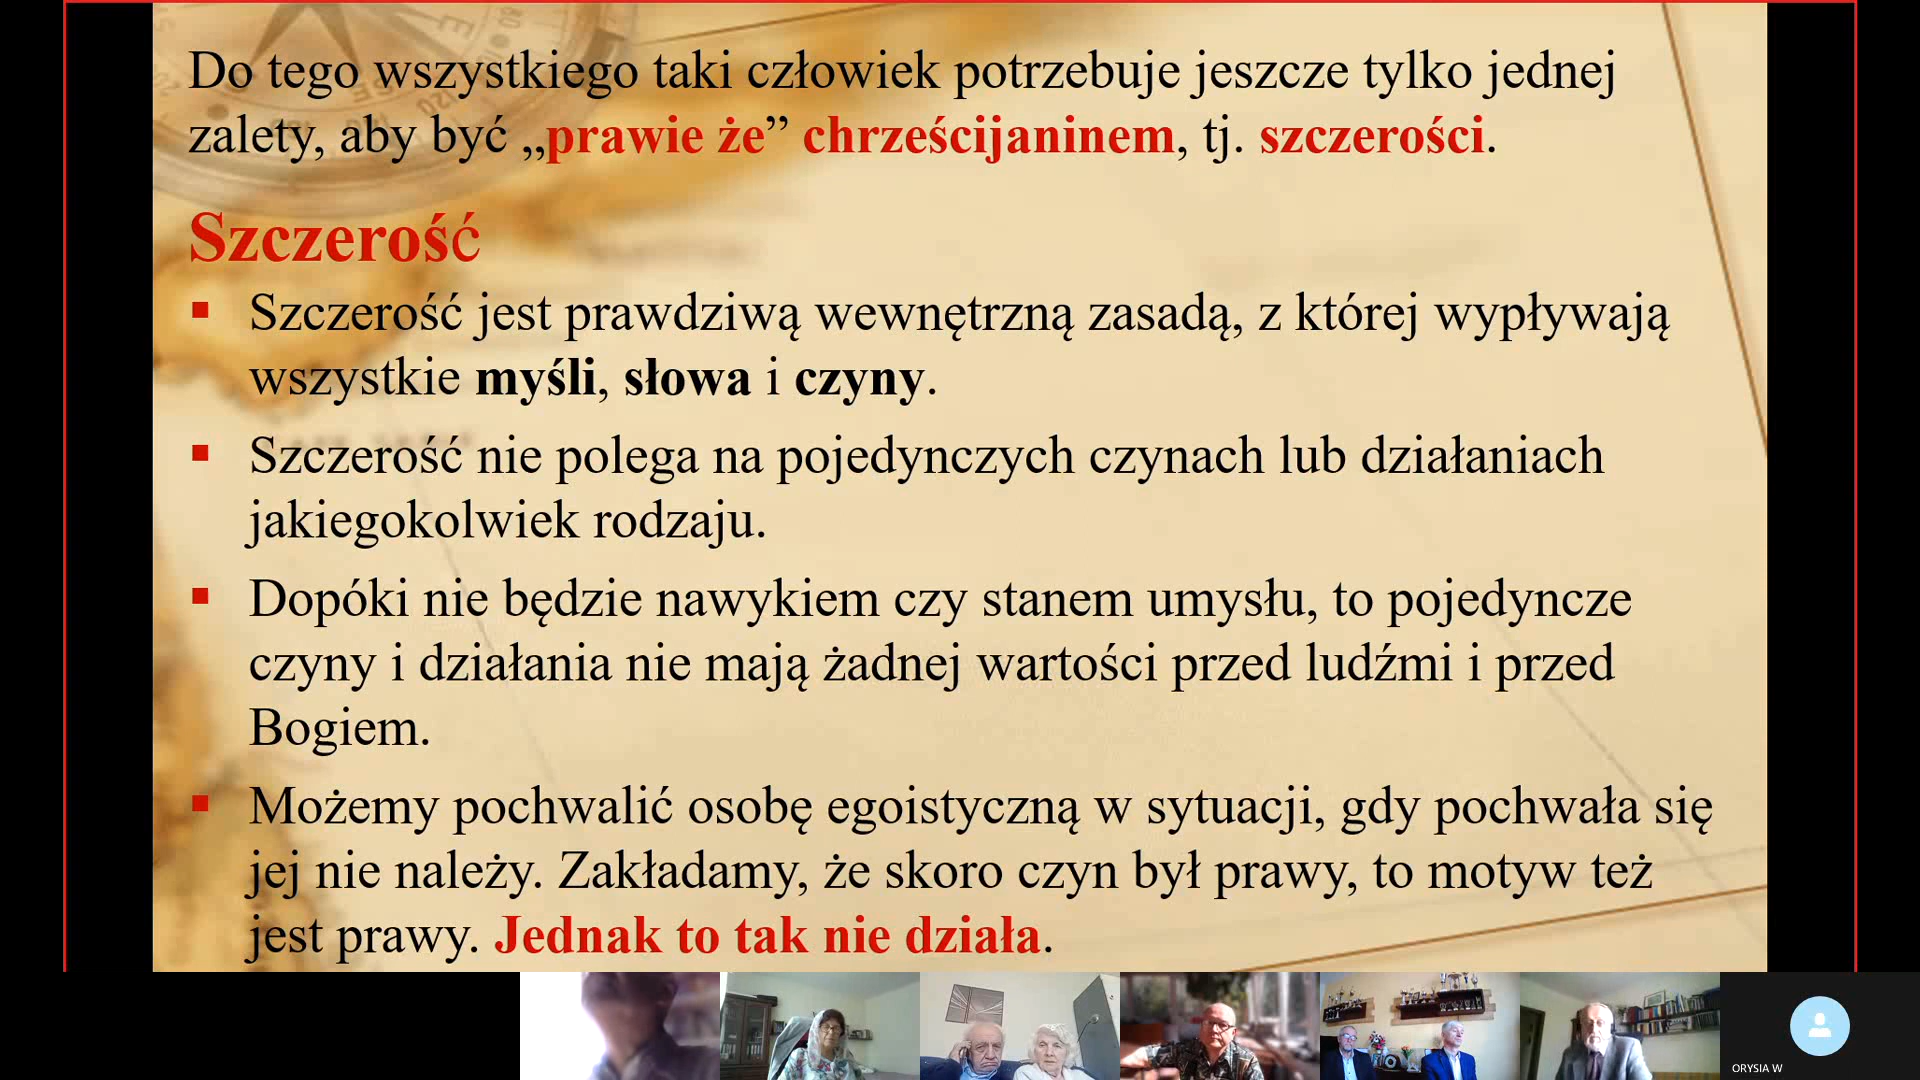 Do tego wszystkiego taki człowiek potrzebuje jeszcze tylko jednej
zalety, aby być „prawie że” chrześcijaninem, tj. szczerości.
Szczerość
▪ Szczerość jest prawdziwą wewnętrzną zasadą, z której wypływają
wszystkie myśli, słowa i czyny.
▪ Szczerość nie polega na pojedynczych czynach lub działaniach
jakiegokolwiek rodzaju.
▪ Dopóki nie będzie nawykiem czy stanem umysłu, to pojedyncze
czyny i działania nie mają żadnej wartości przed ludźmi i przed
Bogiem.
▪ Możemy pochwalić osobę egoistyczną w sytuacji, gdy pochwała się
jej nie należy. Zakładamy, że skoro czyn był prawy, to motyw też
jest prawy. Jednak to tak nie działa.
ORYSIA W